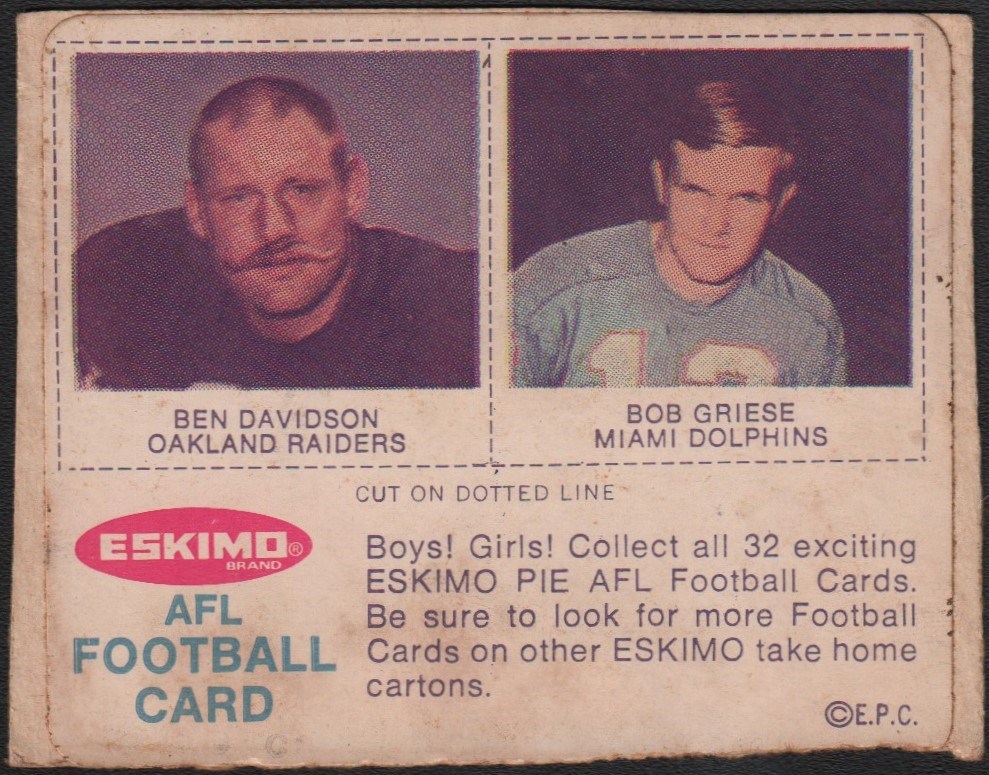 BEN DAVIDSON
OAKLAND RAIDERS
BOB GRIESE
MIAMI DOLPHINS
CUT ON DOTTED LINE
ESKIMO®
BRAND
AFL
FOOTBALL
CARD
Boys! Girls! Collect all 32 exciting
ESKIMO PIE AFL Football Cards.
Be sure to look for more Football
Cards on other ESKIMO take home
cartons.
©E.P.C.